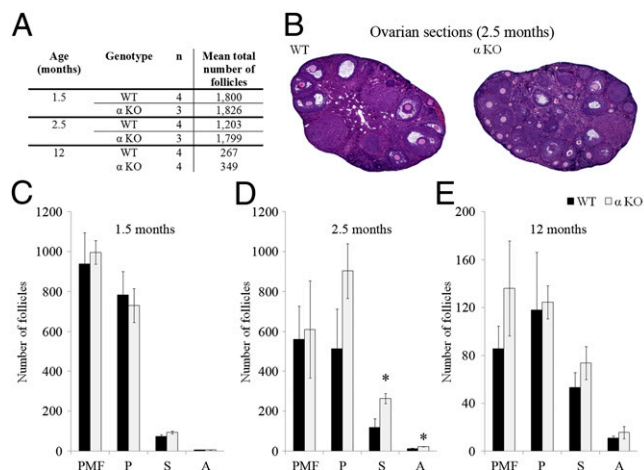 A
Age (months) Genotype n Mean total number of follicles
1.5 WT 4 1,800
α KO 3 1,826
2.5 WT 4 1,203
α KO 3 1,799
12 WT 4 267
α KO 4 349
B
Ovarian sections (2.5 months)
WT
α KO
C
1.5 months
Number of follicles
1200
1000
800
600
400
200
0
PMF P S A
D
2.5 months
Number of follicles
1200
1000
800
600
400
200
0
*
*
PMF P S A
E
WT α KO
12 months
Number of follicles
200
160
120
80
40
0
PMF P S A